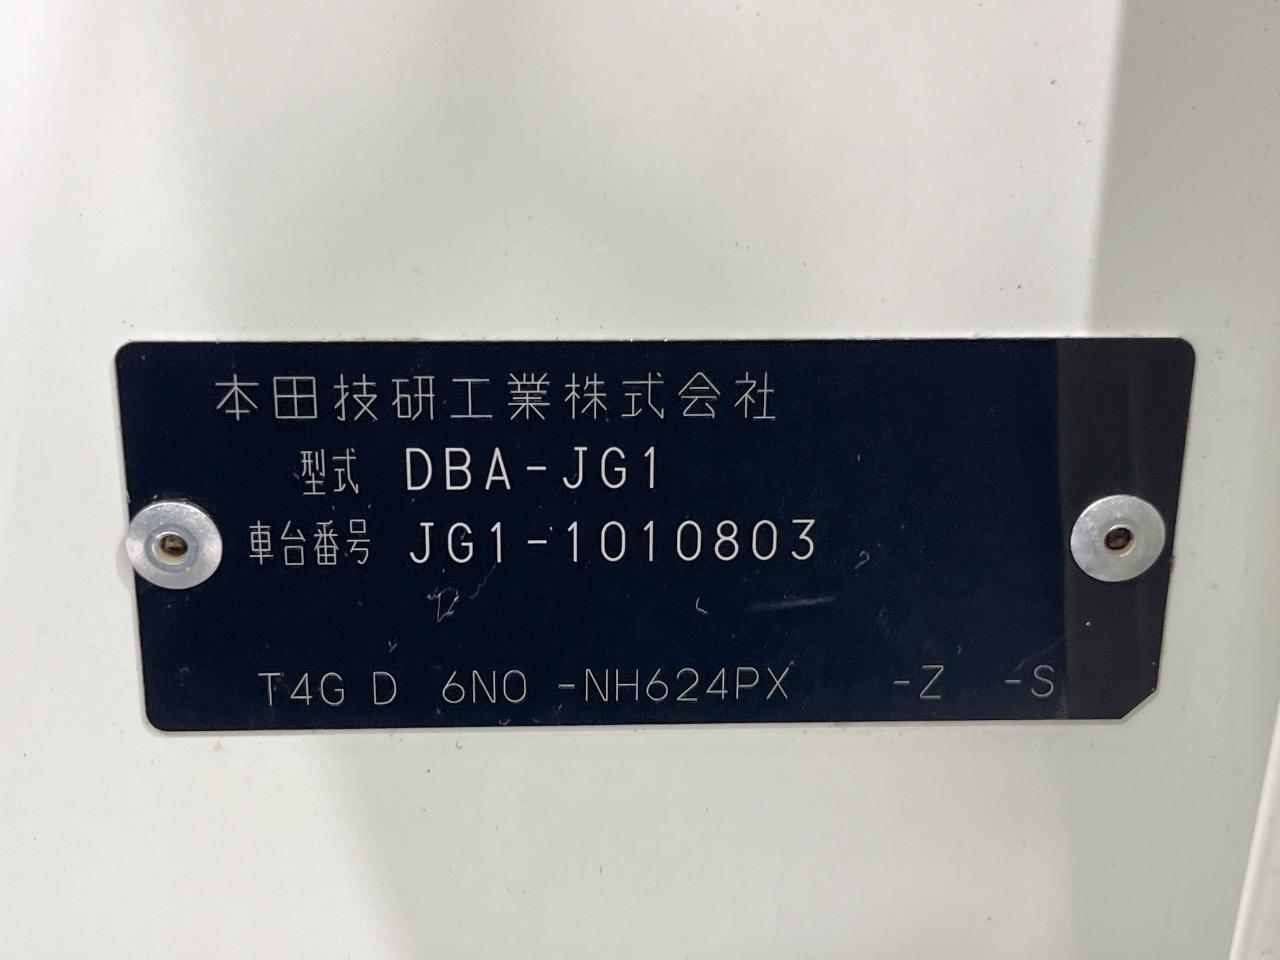 本田技研工業株式会社
型式 DBA-JG1
車台番号 JG1-1010803
T4G D 6N0 -NH624PX -Z -S